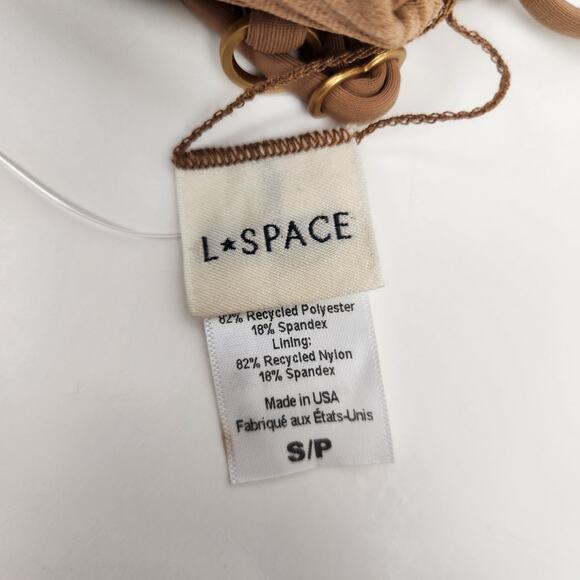 L★SPACE
82% Recycled Polyester
18% Spandex
Lining:
82% Recycled Nylon
18% Spandex
Made in USA
Fabriqué aux États-Unis
S/P